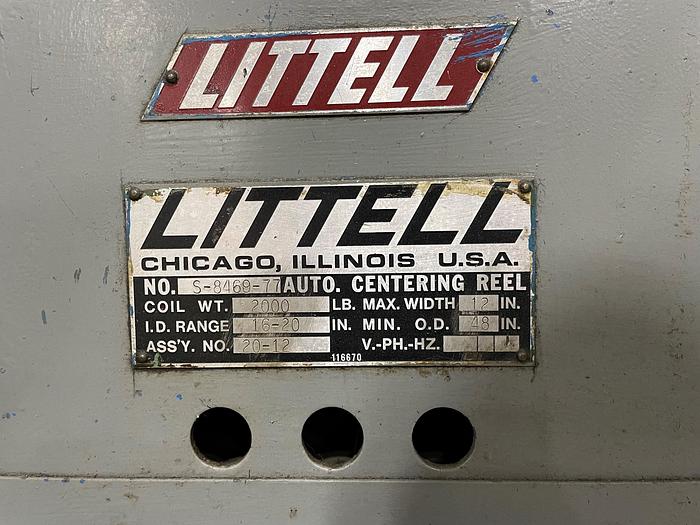 LITTELL
LITTELL
CHICAGO, ILLINOIS U.S.A.
NO. S-8469-77 AUTO. CENTERING REEL
COIL WT. 2000 LB. MAX. WIDTH 12 IN.
I.D. RANGE 16-20 IN. MIN. O.D. 48 IN.
ASS'Y. NO. 20-12 V.-PH.-HZ.
116670